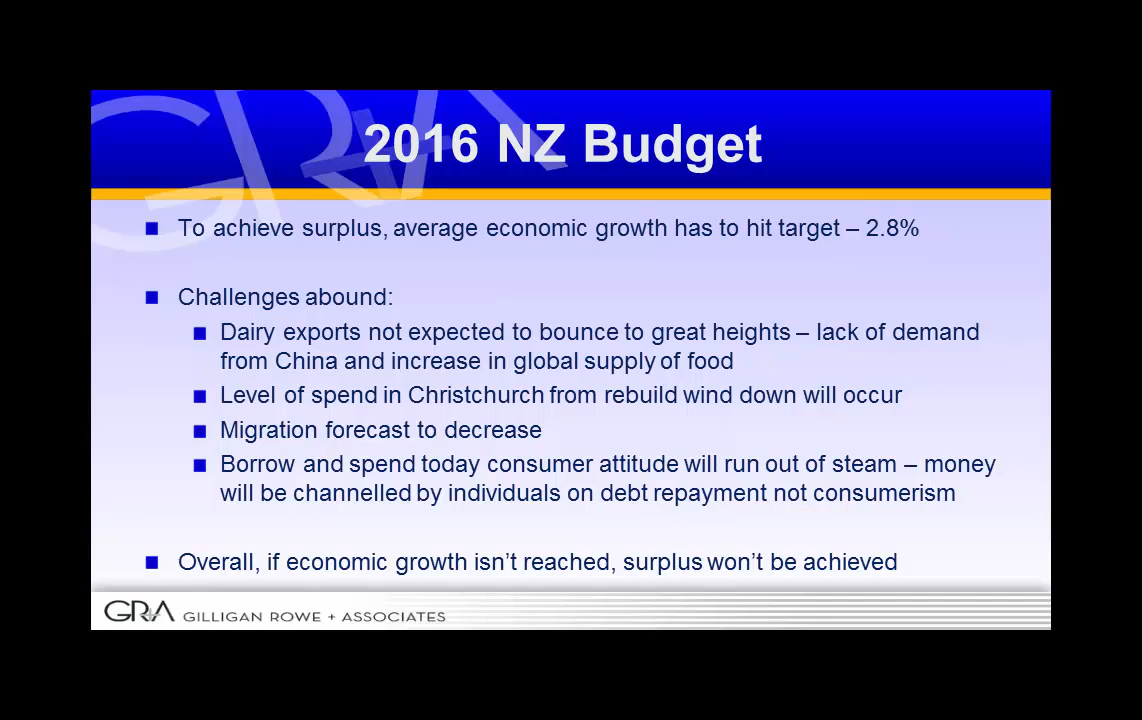 2016 NZ Budget
■ To achieve surplus, average economic growth has to hit target – 2.8%
■ Challenges abound:
■ Dairy exports not expected to bounce to great heights – lack of demand
from China and increase in global supply of food
■ Level of spend in Christchurch from rebuild wind down will occur
■ Migration forecast to decrease
■ Borrow and spend today consumer attitude will run out of steam – money
will be channelled by individuals on debt repayment not consumerism
■ Overall, if economic growth isn’t reached, surplus won’t be achieved
GRA GILLIGAN ROWE + ASSOCIATES